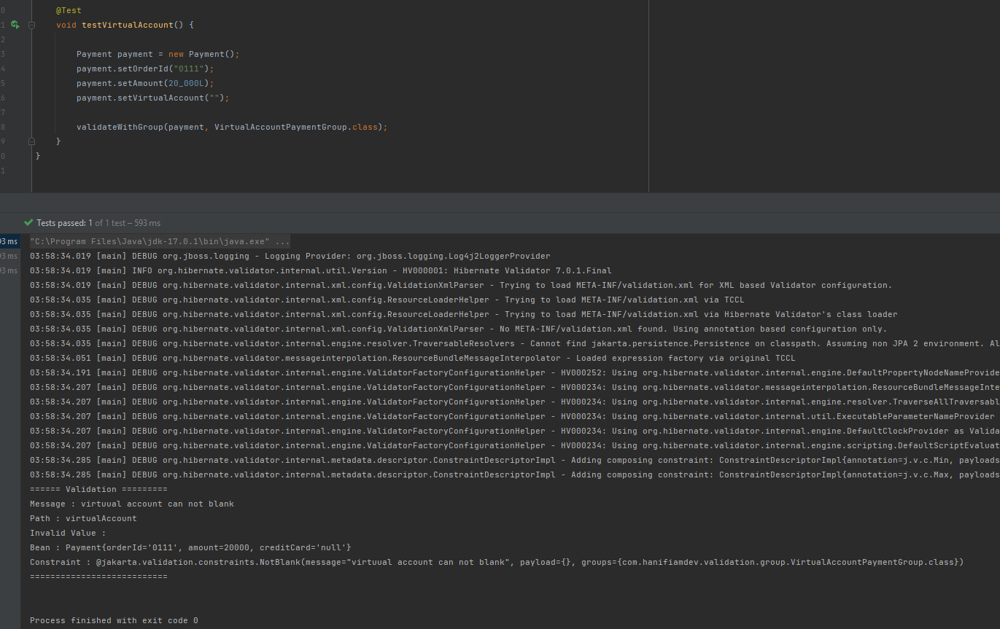 @Test
void testVirtualAccount() {
Payment payment = new Payment();
payment.setOrderId("0111");
payment.setAmount(20_000L);
payment.setVirtualAccount("");
validateWithGroup(payment, VirtualAccountPaymentGroup.class);
}
}
Tests passed: 1 of 1 test – 593 ms
"C:\Program Files\Java\jdk-17.0.1\bin\java.exe" ...
03:58:34.019 [main] DEBUG org.jboss.logging - Logging Provider: org.jboss.logging.Log4j2LoggerProvider
03:58:34.019 [main] INFO org.hibernate.validator.internal.util.Version - HV000001: Hibernate Validator 7.0.1.Final
03:58:34.019 [main] DEBUG org.hibernate.validator.internal.xml.config.ValidationXmlParser - Trying to load META-INF/validation.xml for XML based Validator configuration.
03:58:34.035 [main] DEBUG org.hibernate.validator.internal.xml.config.ResourceLoaderHelper - Trying to load META-INF/validation.xml via TCCL
03:58:34.035 [main] DEBUG org.hibernate.validator.internal.xml.config.ResourceLoaderHelper - Trying to load META-INF/validation.xml via Hibernate Validator's class loader
03:58:34.035 [main] DEBUG org.hibernate.validator.internal.xml.config.ValidationXmlParser - No META-INF/validation.xml found. Using annotation based configuration only.
03:58:34.035 [main] DEBUG org.hibernate.validator.internal.engine.resolver.TraversableResolvers - Cannot find jakarta.persistence.Persistence on classpath. Assuming non JPA 2 environment. Al
03:58:34.051 [main] DEBUG org.hibernate.validator.messageinterpolation.ResourceBundleMessageInterpolator - Loaded expression factory via original TCCL
03:58:34.191 [main] DEBUG org.hibernate.validator.internal.engine.ValidatorFactoryConfigurationHelper - HV000252: Using org.hibernate.validator.internal.engine.DefaultPropertyNodeNameProvide
03:58:34.207 [main] DEBUG org.hibernate.validator.internal.engine.ValidatorFactoryConfigurationHelper - HV000234: Using org.hibernate.validator.messageinterpolation.ResourceBundleMessageInte
03:58:34.207 [main] DEBUG org.hibernate.validator.internal.engine.ValidatorFactoryConfigurationHelper - HV000234: Using org.hibernate.validator.internal.engine.resolver.TraverseAllTraversabl
03:58:34.207 [main] DEBUG org.hibernate.validator.internal.engine.ValidatorFactoryConfigurationHelper - HV000234: Using org.hibernate.validator.internal.util.ExecutableParameterNameProvider
03:58:34.207 [main] DEBUG org.hibernate.validator.internal.engine.ValidatorFactoryConfigurationHelper - HV000234: Using org.hibernate.validator.internal.engine.DefaultClockProvider as Valida
03:58:34.207 [main] DEBUG org.hibernate.validator.internal.engine.ValidatorFactoryConfigurationHelper - HV000234: Using org.hibernate.validator.internal.engine.scripting.DefaultScriptEvaluat
03:58:34.285 [main] DEBUG org.hibernate.validator.internal.metadata.descriptor.ConstraintDescriptorImpl - Adding composing constraint: ConstraintDescriptorImpl{annotation=j.v.c.Min, payloads
03:58:34.285 [main] DEBUG org.hibernate.validator.internal.metadata.descriptor.ConstraintDescriptorImpl - Adding composing constraint: ConstraintDescriptorImpl{annotation=j.v.c.Max, payloads
====== Validation =========
Message : virtuual account can not blank
Path : virtualAccount
Invalid Value :
Bean : Payment{orderId='0111', amount=20000, creditCard='null'}
Constraint : @jakarta.validation.constraints.NotBlank(message="virtuual account can not blank", payload={}, groups={com.hanifiamdev.validation.group.VirtualAccountPaymentGroup.class})
===========================
Process finished with exit code 0